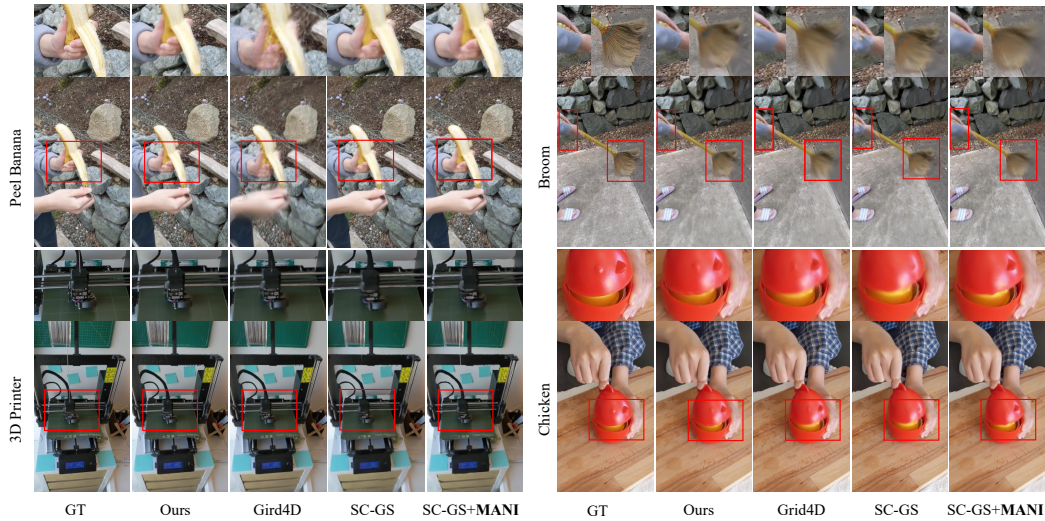 Peel Banana
3D Printer
GT Ours Gird4D SC-GS SC-GS+MANI
Broom
Chicken
GT Ours Grid4D SC-GS SC-GS+MANI